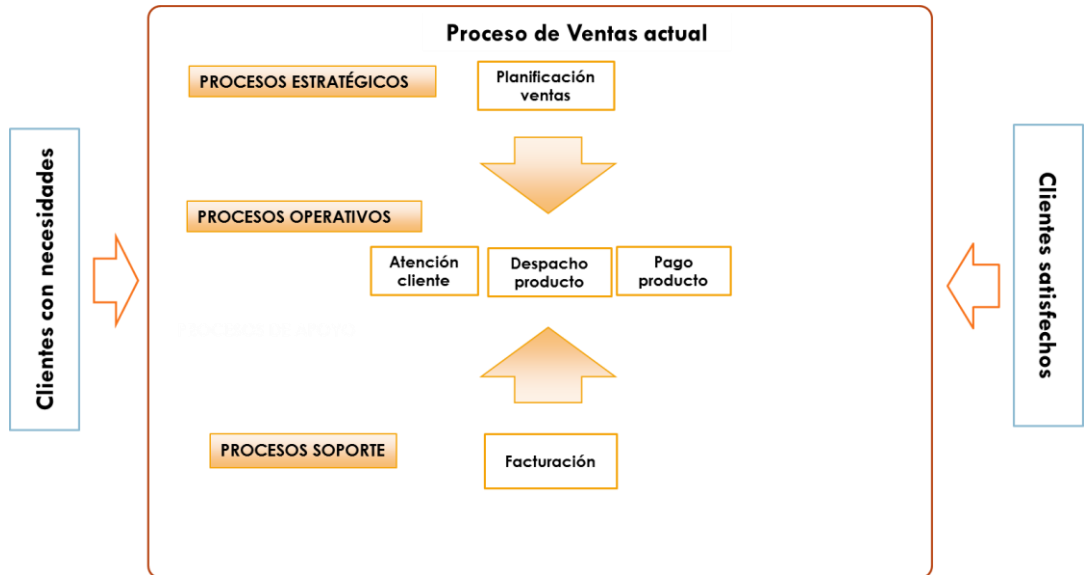 Proceso de Ventas actual
PROCESOS ESTRATÉGICOS
Planificación
ventas
Clientes con necesidades
PROCESOS OPERATIVOS
Atención
cliente
Despacho
producto
Pago
producto
Clientes satisfechos
PROCESOS SOPORTE
Facturación